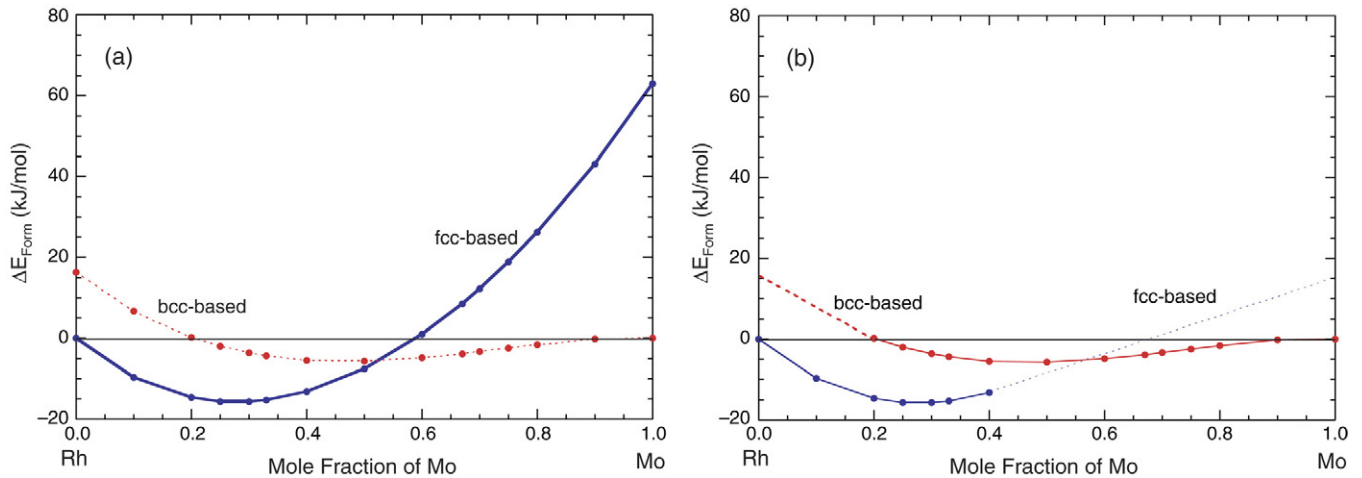 80
60
40
20
0
−20
ΔE_Form (kJ/mol)
(a)
fcc-based
bcc-based
0.0
0.2
0.4
0.6
0.8
1.0
Rh
Mole Fraction of Mo
Mo
80
60
40
20
0
−20
ΔE_Form (kJ/mol)
(b)
bcc-based
fcc-based
0.0
0.2
0.4
0.6
0.8
1.0
Rh
Mole Fraction of Mo
Mo